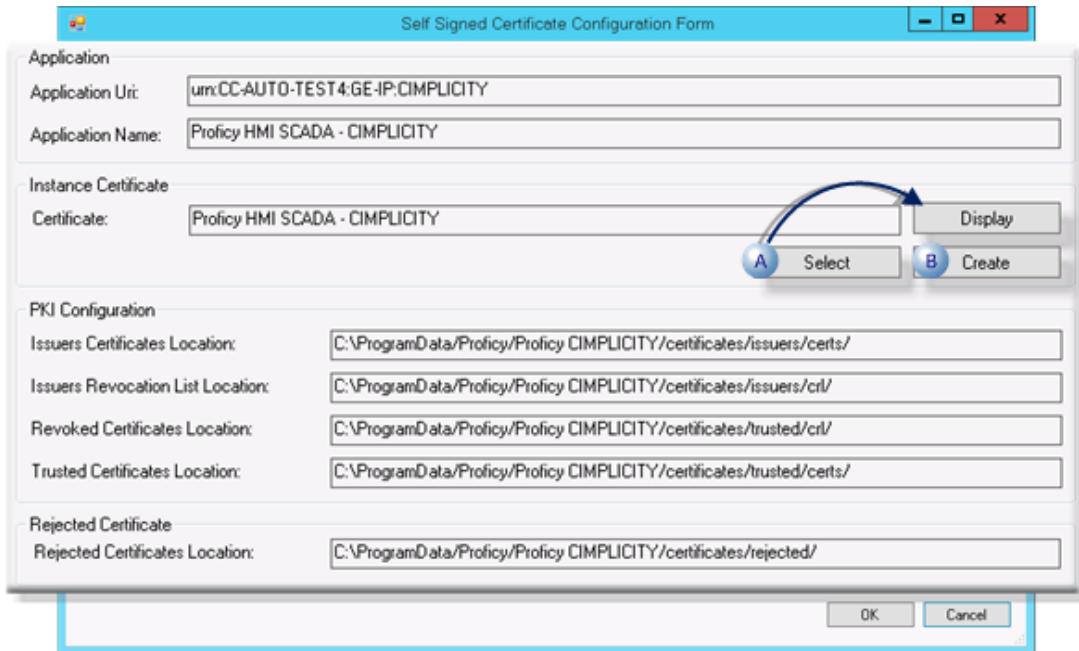 Self Signed Certificate Configuration Form
Application
Application Uri: urn:CC-AUTO-TEST4:GE-IP:CIMPLICITY
Application Name: Proficy HMI SCADA - CIMPLICITY
Instance Certificate
Certificate: Proficy HMI SCADA - CIMPLICITY Display
A Select B Create
PKI Configuration
Issuers Certificates Location: C:\ProgramData/Proficy/Proficy CIMPLICITY/certificates/issuers/certs/
Issuers Revocation List Location: C:\ProgramData/Proficy/Proficy CIMPLICITY/certificates/issuers/crl/
Revoked Certificates Location: C:\ProgramData/Proficy/Proficy CIMPLICITY/certificates/trusted/crl/
Trusted Certificates Location: C:\ProgramData/Proficy/Proficy CIMPLICITY/certificates/trusted/certs/
Rejected Certificate
Rejected Certificates Location: C:\ProgramData/Proficy/Proficy CIMPLICITY/certificates/rejected/
OK Cancel